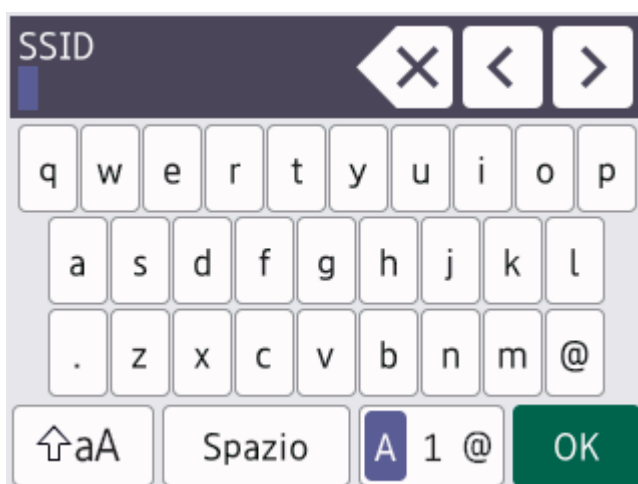 SSID
q w e r t y u i o p
a s d f g h j k l
. z x c v b n m @
aA Spazio A 1 @ OK